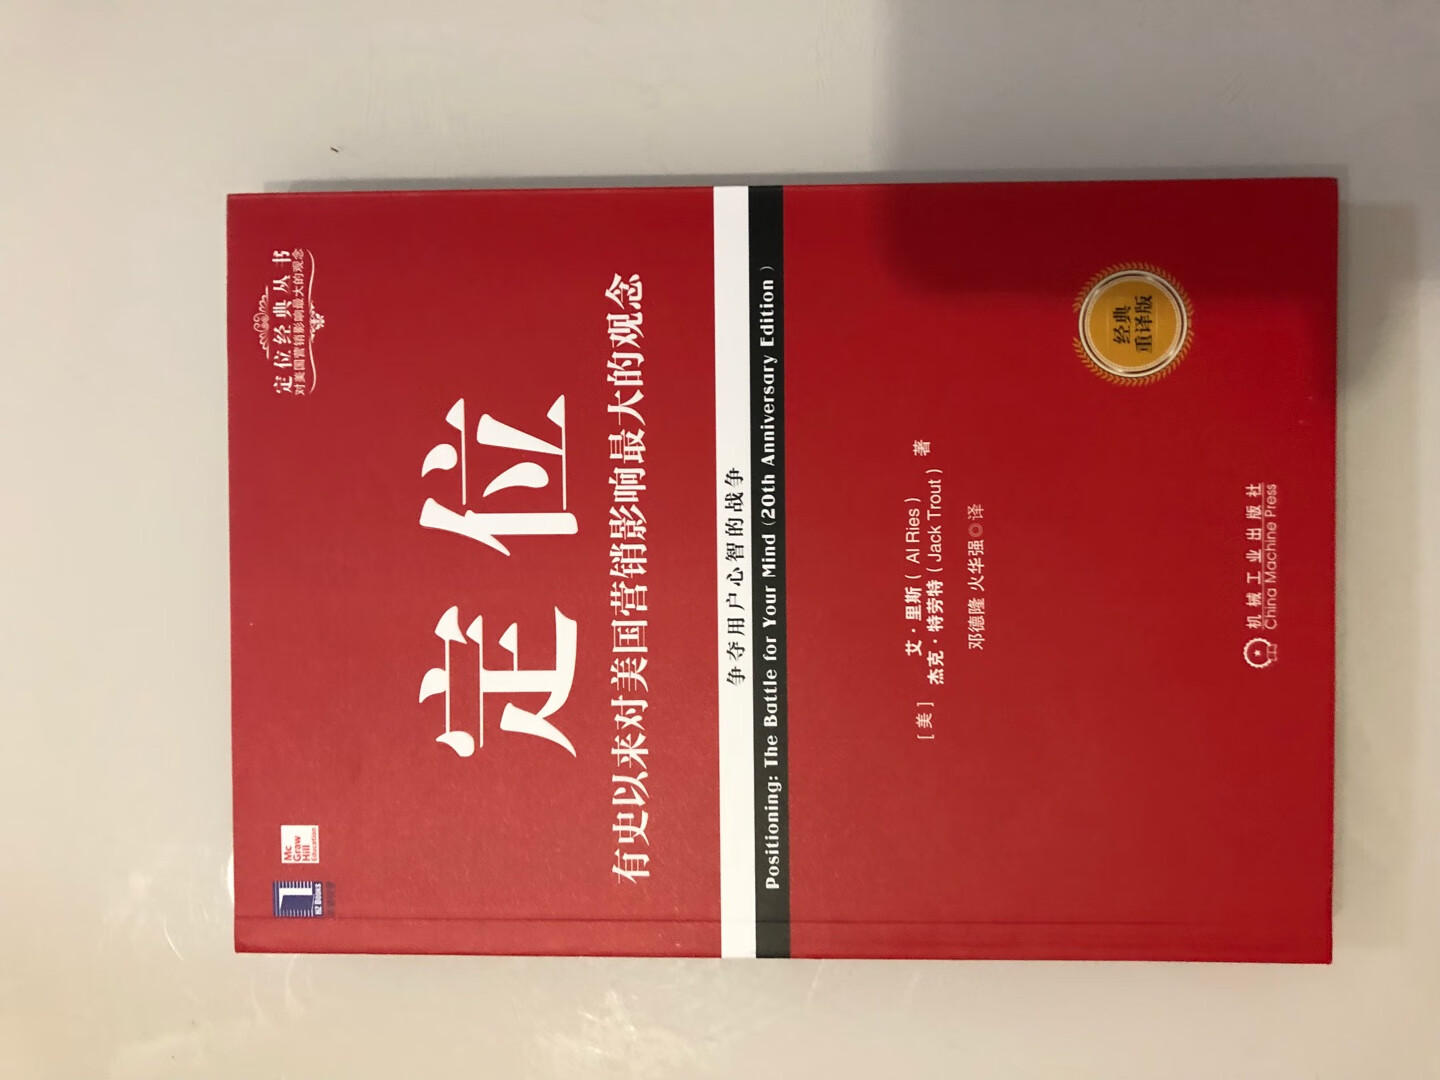 Mc
Graw
Hill
Education
HZ BOOKS
定位经典丛书
对美国营销影响最大的观念
定位
有史以来对美国营销影响最大的观念
争夺用户心智的战争
Positioning: The Battle for Your Mind (20th Anniversary Edition)
[美] 艾·里斯(Al Ries)
杰克·特劳特(Jack Trout) 著
邓德隆 火华强◎译
经典
重译版
机械工业出版社
China Machine Press